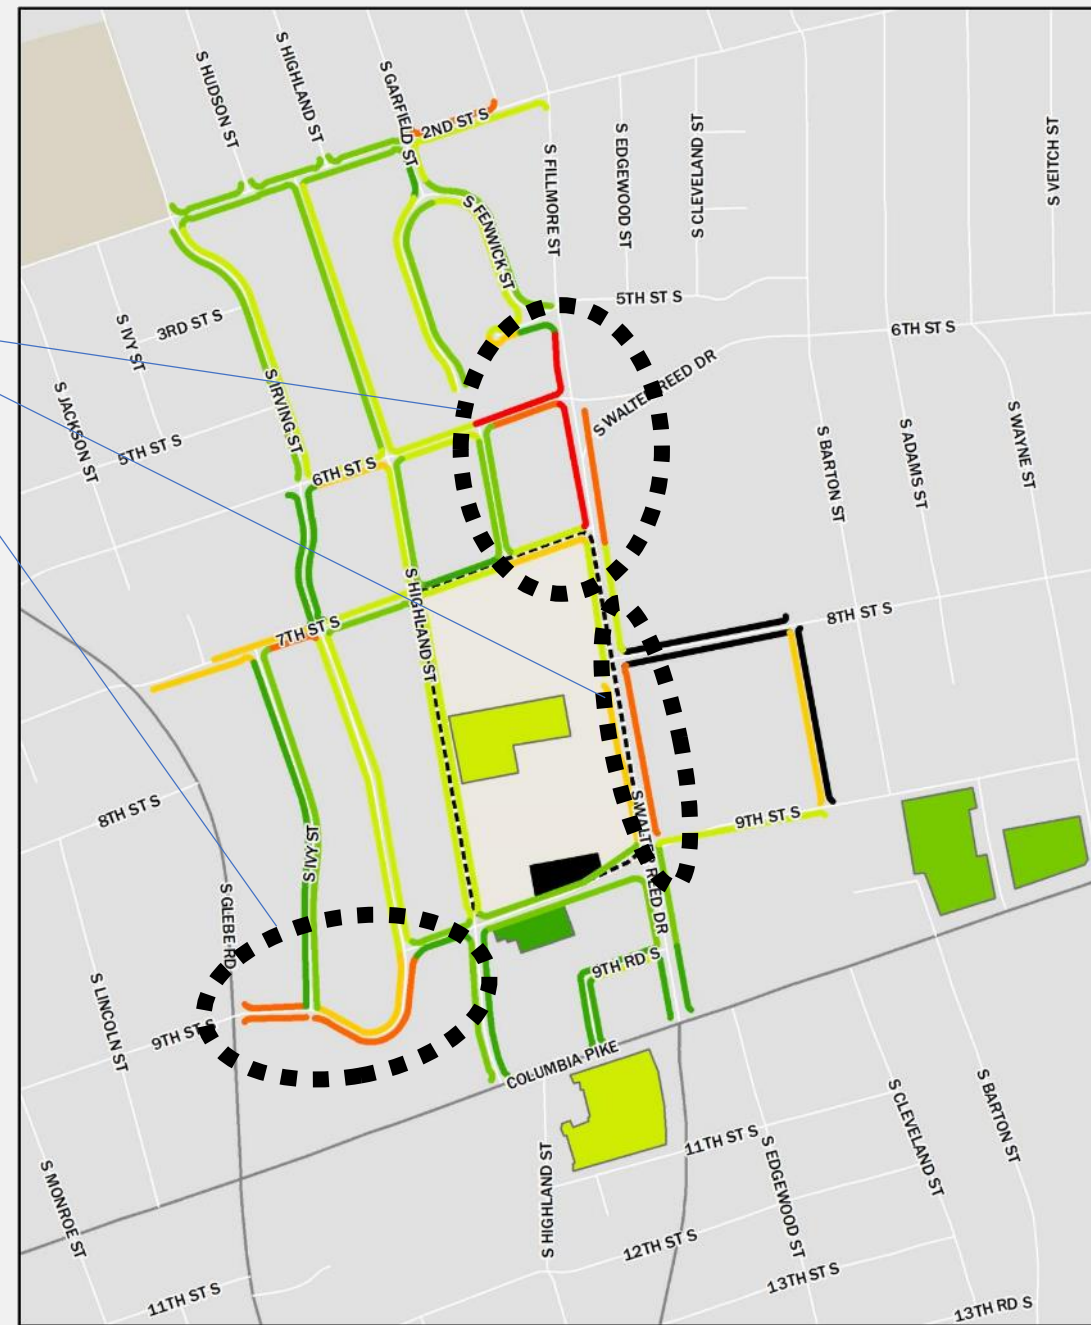 S HUDSON ST
S HIGHLAND ST
S GARFIELD ST
2ND ST S
S FILLMORE ST
S EDGEWOOD ST
S CLEVELAND ST
S VEITCH ST
S FENWICK ST
5TH ST S
3RD ST S
S IVY ST
6TH ST S
S WALTER REED DR
S JACKSON ST
S IRVING ST
5TH ST S
6TH ST S
S BARTON ST
S ADAMS ST
S WAYNE ST
S HIGHLAND ST
7TH ST S
8TH ST S
8TH ST S
S IVY ST
S WALTER REED DR
9TH ST S
S GLEBE RD
S LINCOLN ST
9TH ST S
9TH RD S
COLUMBIA PIKE
S MONROE ST
S HIGHLAND ST
11TH ST S
S EDGEWOOD ST
S CLEVELAND ST
S BARTON ST
12TH ST S
13TH ST S
11TH ST S
13TH RD S